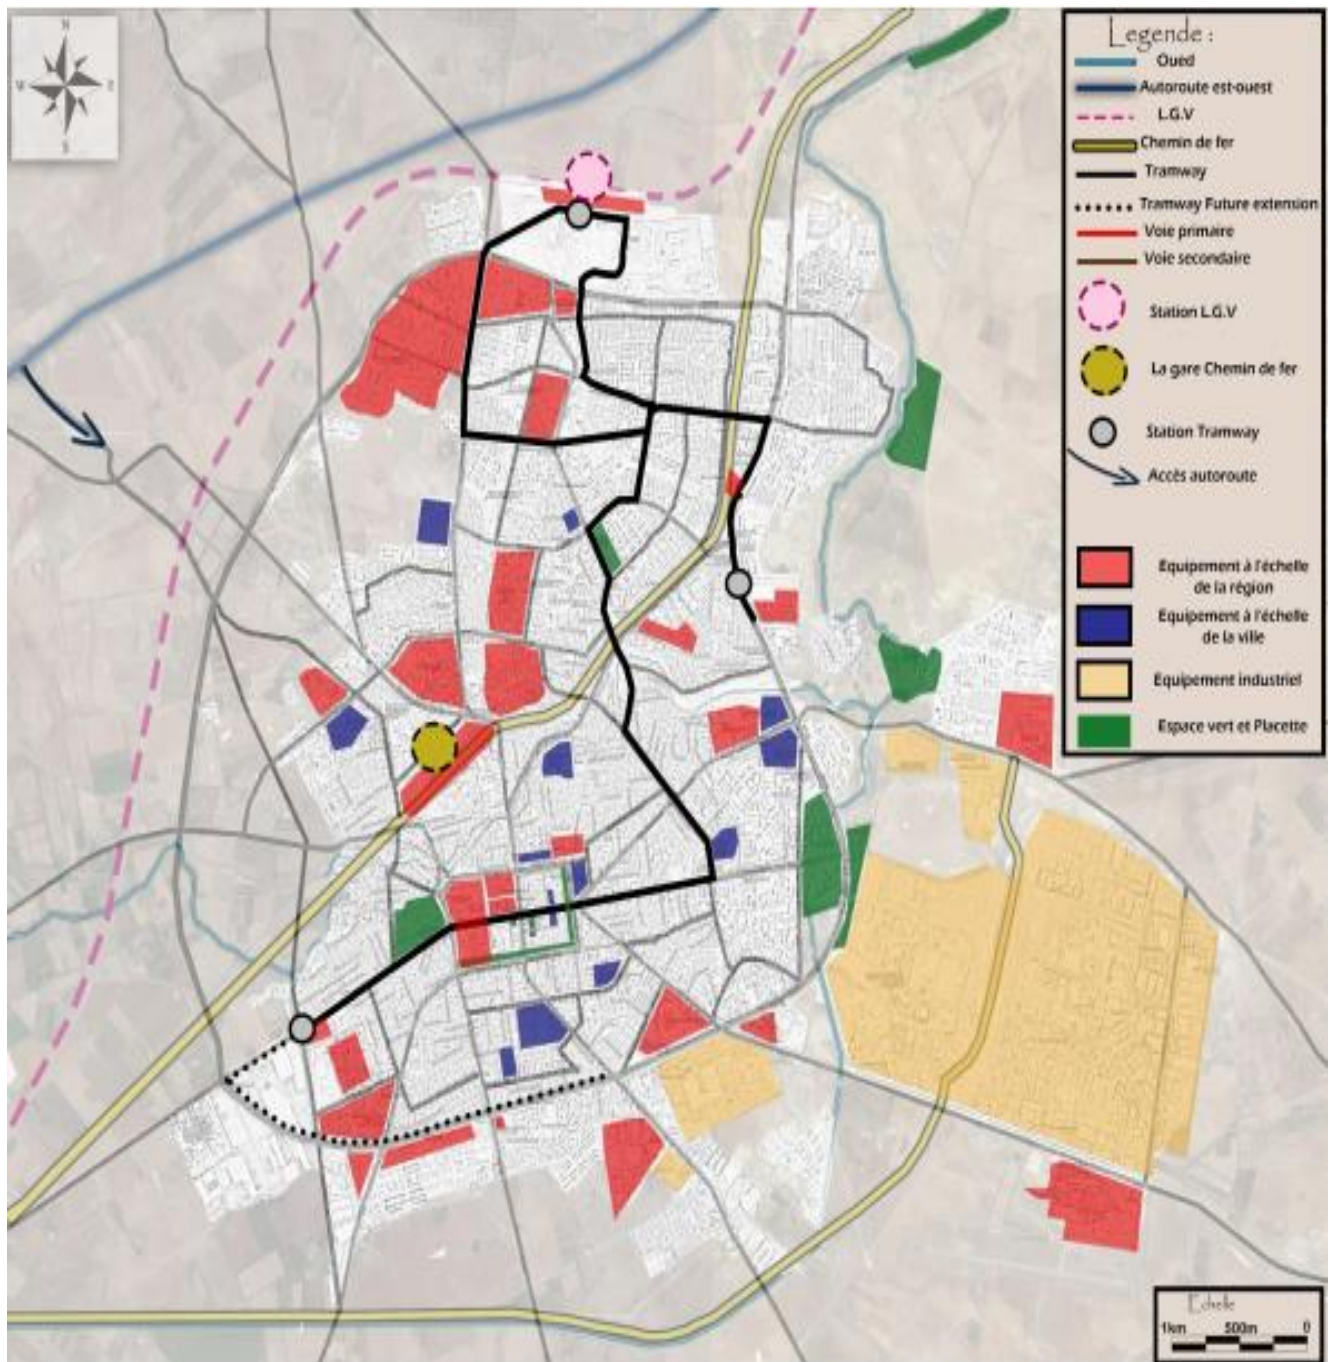 N
W
E
S
Legende :
Oued
Autoroute est-ouest
L.G.V
Chemin de fer
Tramway
Tramway Future extension
Voie primaire
Voie secondaire
Station L.G.V
La gare Chemin de fer
Station Tramway
Accès autoroute
Equipement à l'échelle
de la région
Equipement à l'échelle
de la ville
Equipement industriel
Espace vert et Placette
Echelle
1km 500m 0